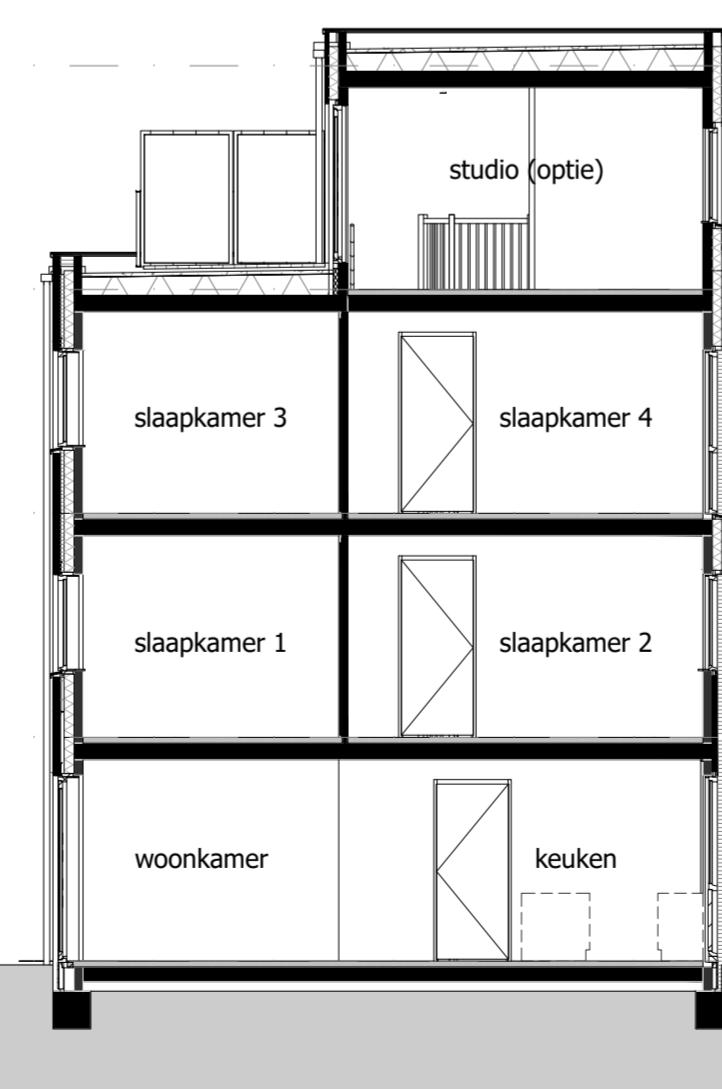 studio (optie)
slaapkamer 3
slaapkamer 4
slaapkamer 1
slaapkamer 2
woonkamer
keuken